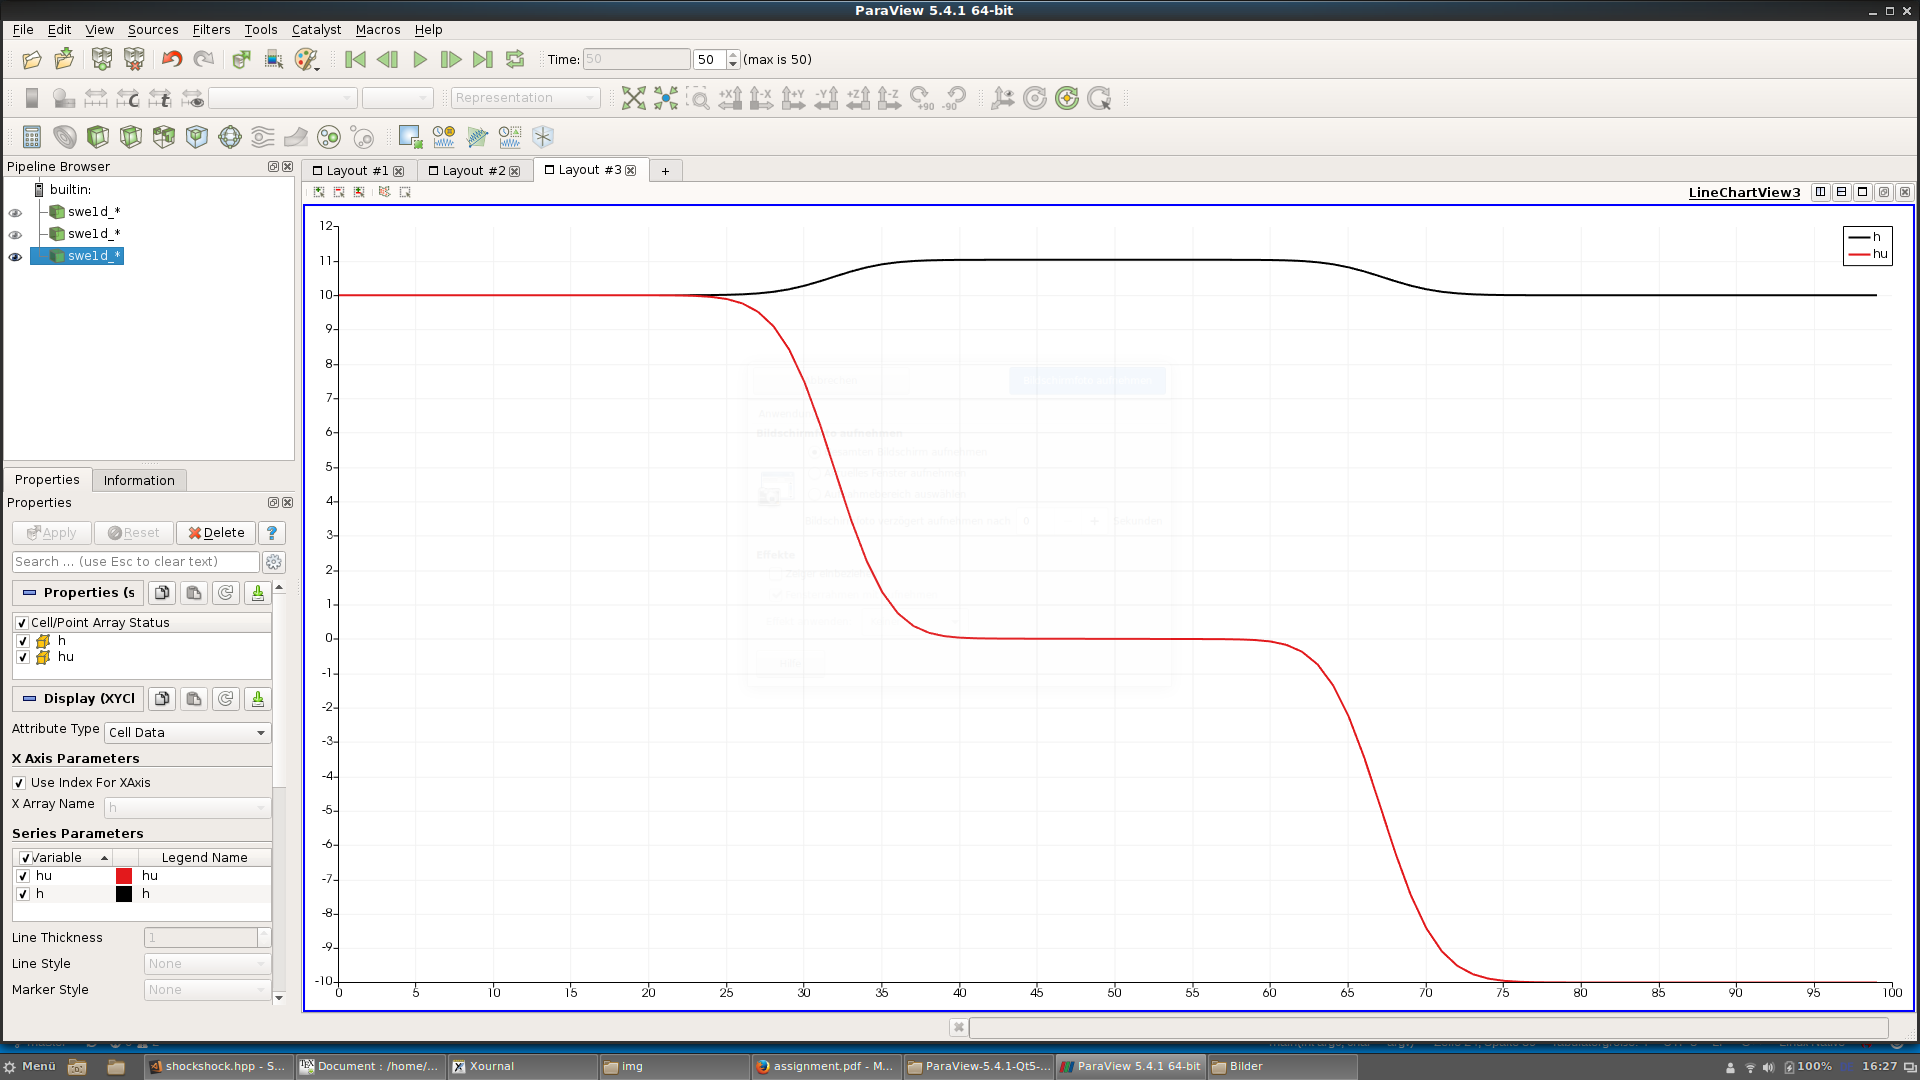 ParaView 5.4.1 64-bit
File Edit View Sources Filters Tools Catalyst Macros Help
Time: 50 50 (max is 50)
Representation
+X -X +Y -Y +Z -Z +90 -90
Pipeline Browser
builtin:
swe1d_*
swe1d_*
swe1d_*
Properties Information
Properties
Apply Reset Delete ?
Search ... (use Esc to clear text)
Properties (s
Cell/Point Array Status
h
hu
Display (XYCl
Attribute Type Cell Data
X Axis Parameters
Use Index For XAxis
X Array Name h
Series Parameters
Variable Legend Name
hu hu
h h
Line Thickness 1
Line Style None
Marker Style None
Layout #1 Layout #2 Layout #3 +
LineChartView3
12
11
10
9
8
7
6
5
4
3
2
1
0
-1
-2
-3
-4
-5
-6
-7
-8
-9
-10
0 5 10 15 20 25 30 35 40 45 50 55 60 65 70 75 80 85 90 95 100
h
hu
Menü shockshock.hpp - S... Document : /home/... Xournal img assignment.pdf - M... ParaView-5.4.1-Qt5-... ParaView 5.4.1 64-bit Bilder 100% 16:27